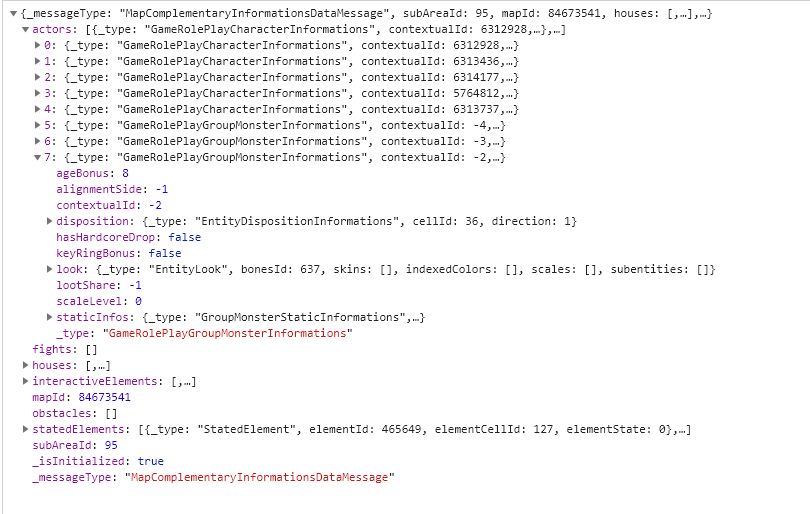 {_messageType: "MapComplementaryInformationsDataMessage", subAreaId: 95, mapId: 84673541, houses: [,…],…}
actors: [{_type: "GameRolePlayCharacterInformations", contextualId: 6312928,…},…]
0: {_type: "GameRolePlayCharacterInformations", contextualId: 6312928,…}
1: {_type: "GameRolePlayCharacterInformations", contextualId: 6313436,…}
2: {_type: "GameRolePlayCharacterInformations", contextualId: 6314177,…}
3: {_type: "GameRolePlayCharacterInformations", contextualId: 5764812,…}
4: {_type: "GameRolePlayCharacterInformations", contextualId: 6313737,…}
5: {_type: "GameRolePlayGroupMonsterInformations", contextualId: -4,…}
6: {_type: "GameRolePlayGroupMonsterInformations", contextualId: -3,…}
7: {_type: "GameRolePlayGroupMonsterInformations", contextualId: -2,…}
ageBonus: 8
alignmentSide: -1
contextualId: -2
disposition: {_type: "EntityDispositionInformations", cellId: 36, direction: 1}
hasHardcoreDrop: false
keyRingBonus: false
look: {_type: "EntityLook", bonesId: 637, skins: [], indexedColors: [], scales: [], subentities: []}
lootShare: -1
scaleLevel: 0
staticInfos: {_type: "GroupMonsterStaticInformations",…}
_type: "GameRolePlayGroupMonsterInformations"
fights: []
houses: [,…]
interactiveElements: [,…]
mapId: 84673541
obstacles: []
statedElements: [{_type: "StatedElement", elementId: 465649, elementCellId: 127, elementState: 0},…]
subAreaId: 95
_isInitialized: true
_messageType: "MapComplementaryInformationsDataMessage"